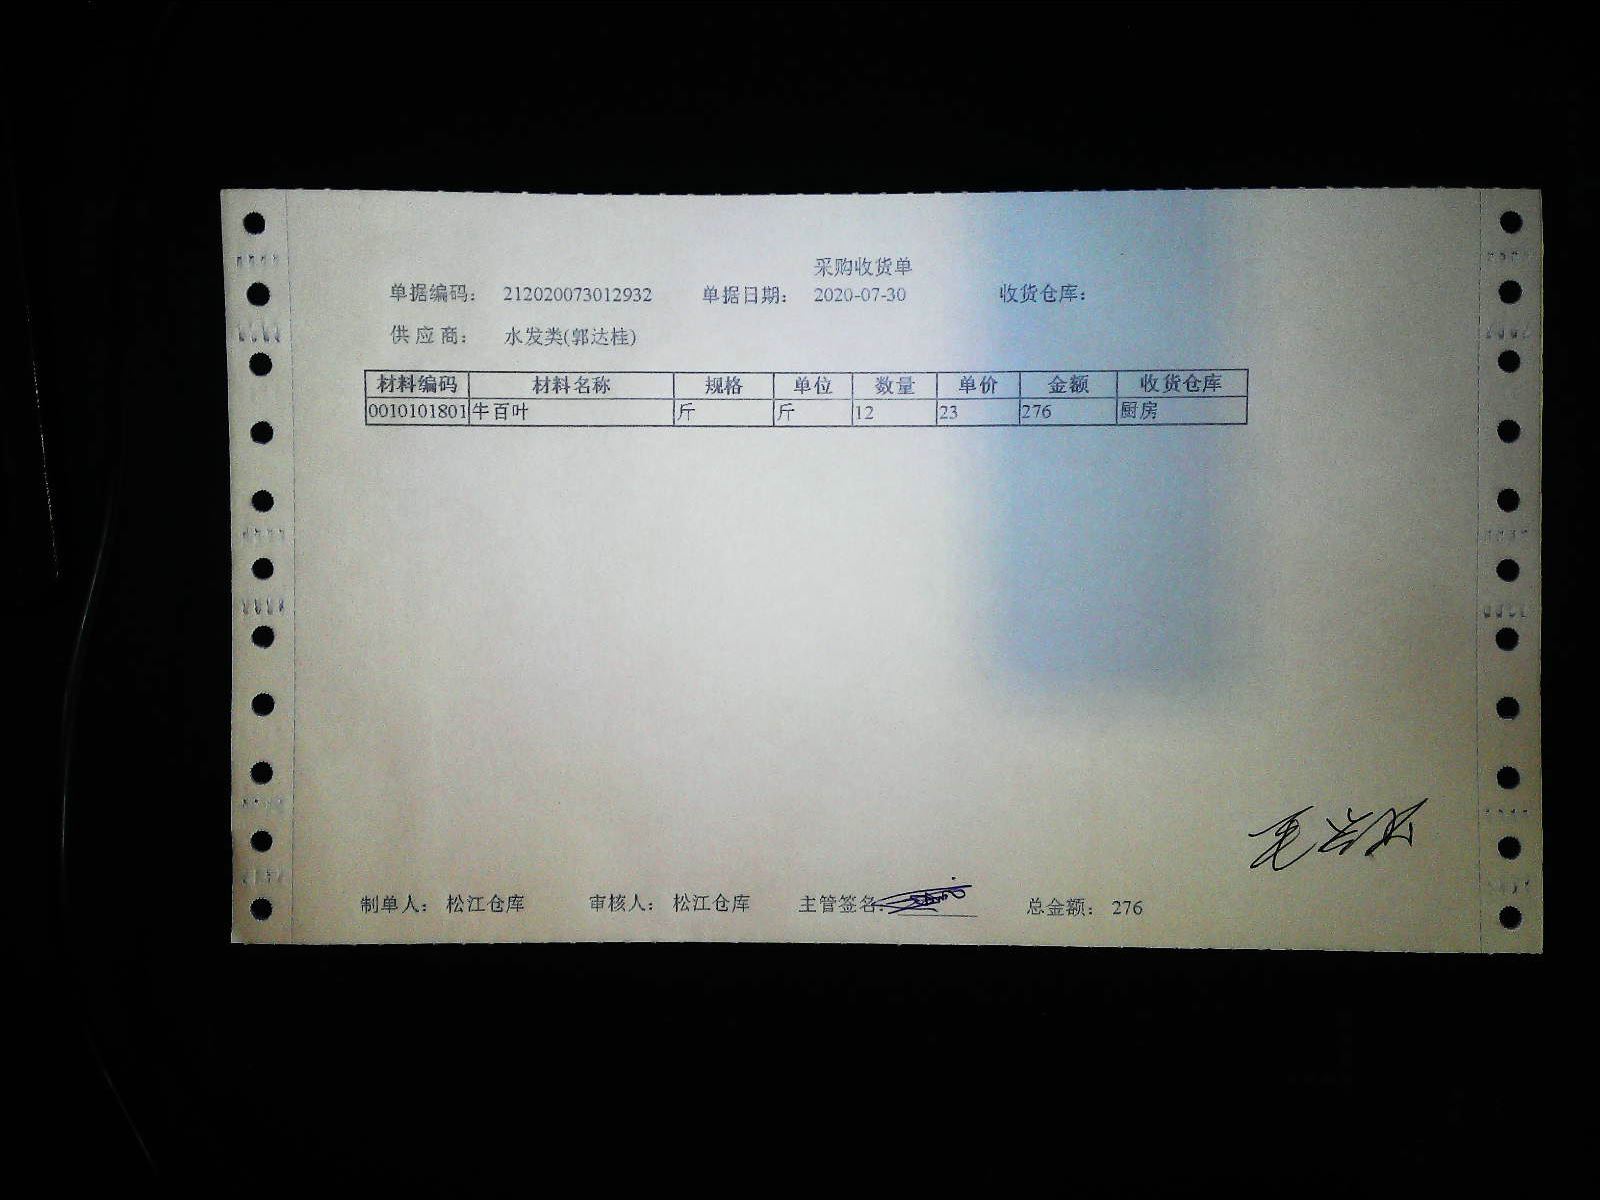 采购收货单
单据编码： 212020073012932 单据日期： 2020-07-30 收货仓库：
供应商： 水发类(郭达桂)
材料编码 材料名称 规格 单位 数量 单价 金额 收货仓库
0010101801 牛百叶 斤 斤 12 23 276 厨房
制单人： 松江仓库 审核人： 松江仓库 主管签名： 总金额： 276